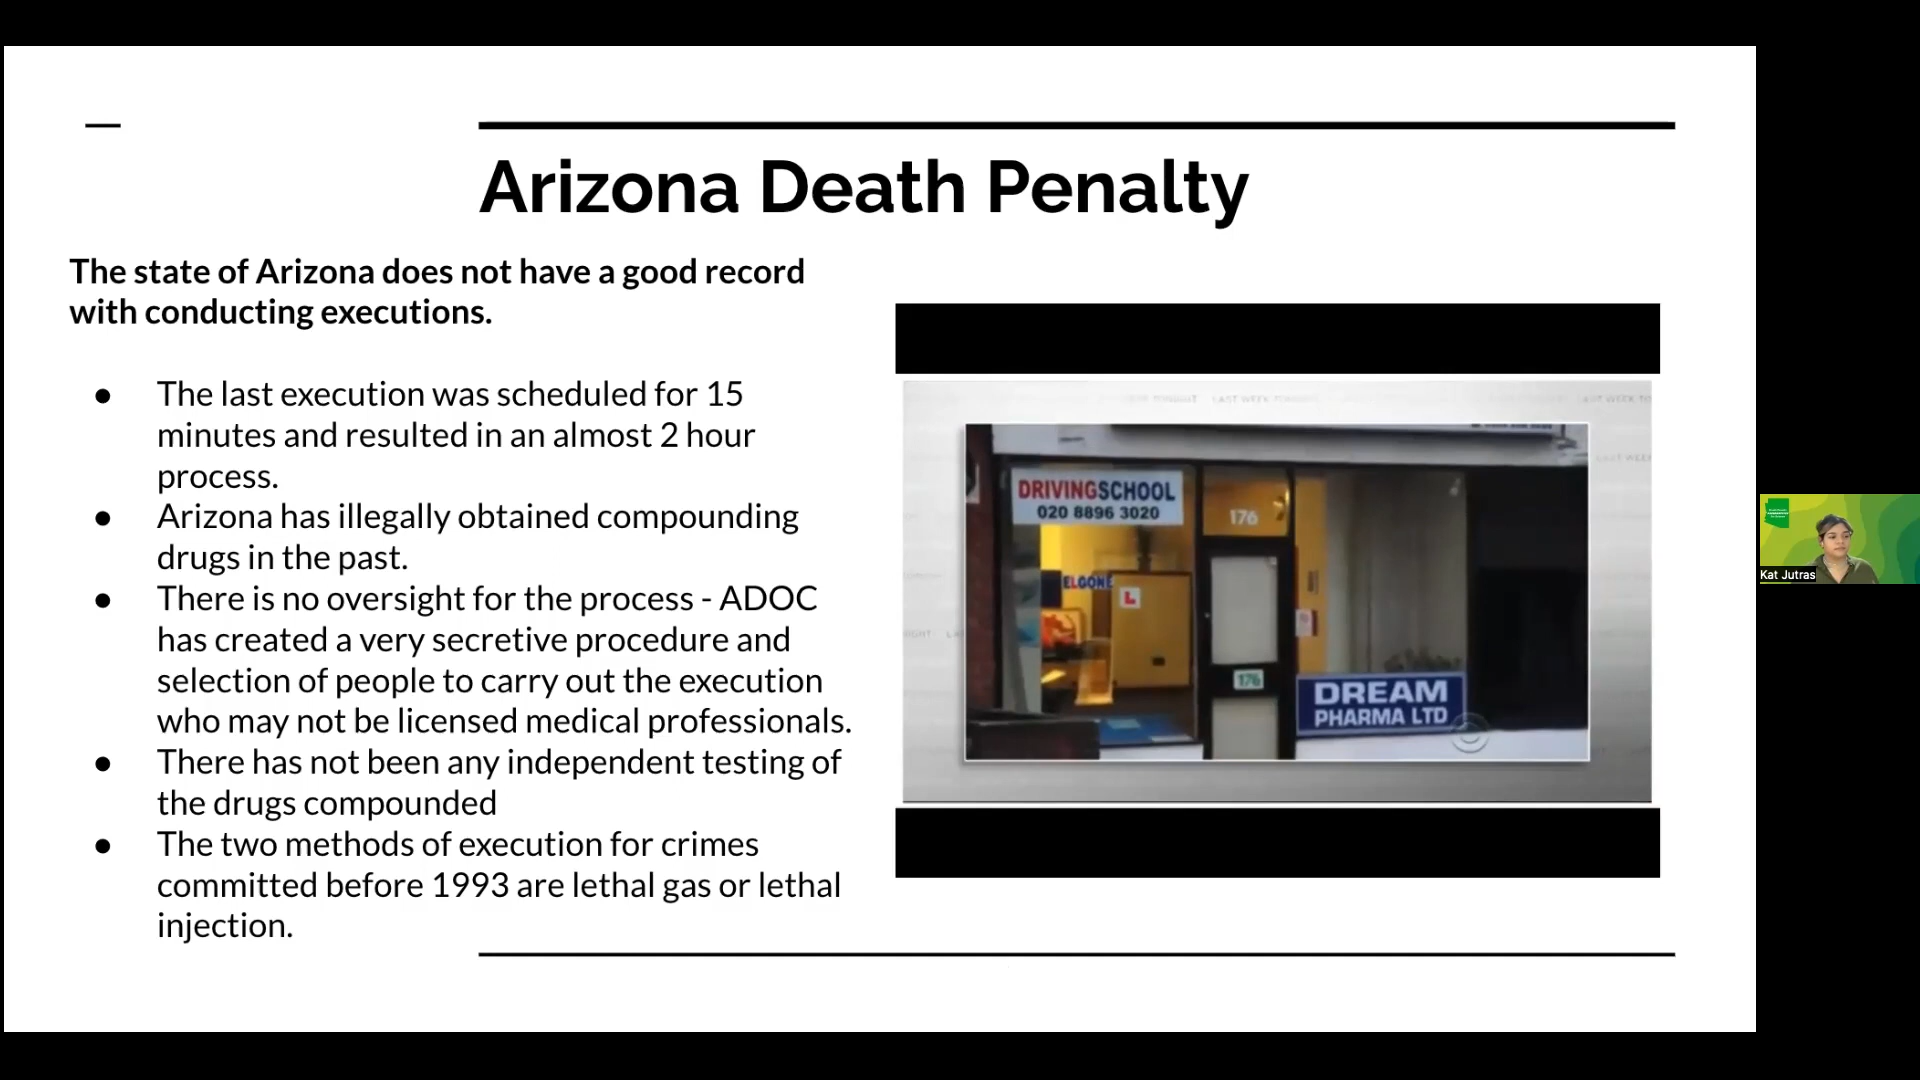 Arizona Death Penalty
The state of Arizona does not have a good record
with conducting executions.
● The last execution was scheduled for 15
minutes and resulted in an almost 2 hour
process.
● Arizona has illegally obtained compounding
drugs in the past.
● There is no oversight for the process - ADOC
has created a very secretive procedure and
selection of people to carry out the execution
who may not be licensed medical professionals.
● There has not been any independent testing of
the drugs compounded
● The two methods of execution for crimes
committed before 1993 are lethal gas or lethal
injection.
LAST WEEK TONIGHT
DRIVINGSCHOOL
020 8896 3020
176
L
176
DREAM
PHARMA LTD
Kat Jutras